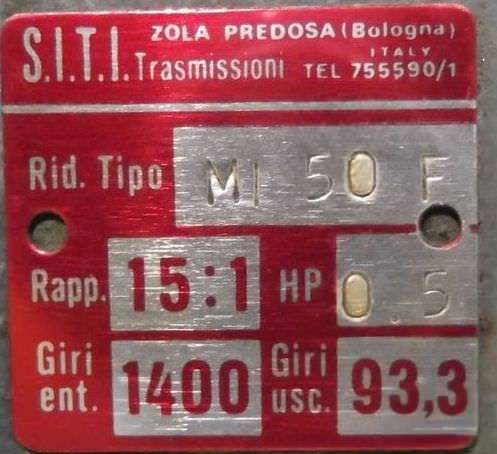 S.I.T.I. Trasmissioni
ZOLA PREDOSA (Bologna)
ITALY
TEL 755590/1
Rid. Tipo MI 50 F
Rapp. 15:1 HP 0.5
Giri ent. 1400 Giri usc. 93,3